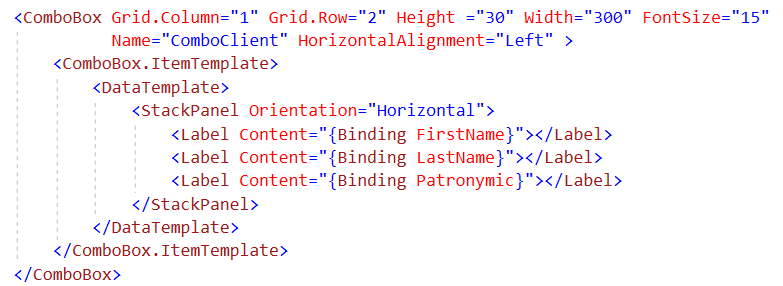 <ComboBox Grid.Column="1" Grid.Row="2" Height ="30" Width="300" FontSize="15"
Name="ComboClient" HorizontalAlignment="Left" >
<ComboBox.ItemTemplate>
<DataTemplate>
<StackPanel Orientation="Horizontal">
<Label Content="{Binding FirstName}"></Label>
<Label Content="{Binding LastName}"></Label>
<Label Content="{Binding Patronymic}"></Label>
</StackPanel>
</DataTemplate>
</ComboBox.ItemTemplate>
</ComboBox>